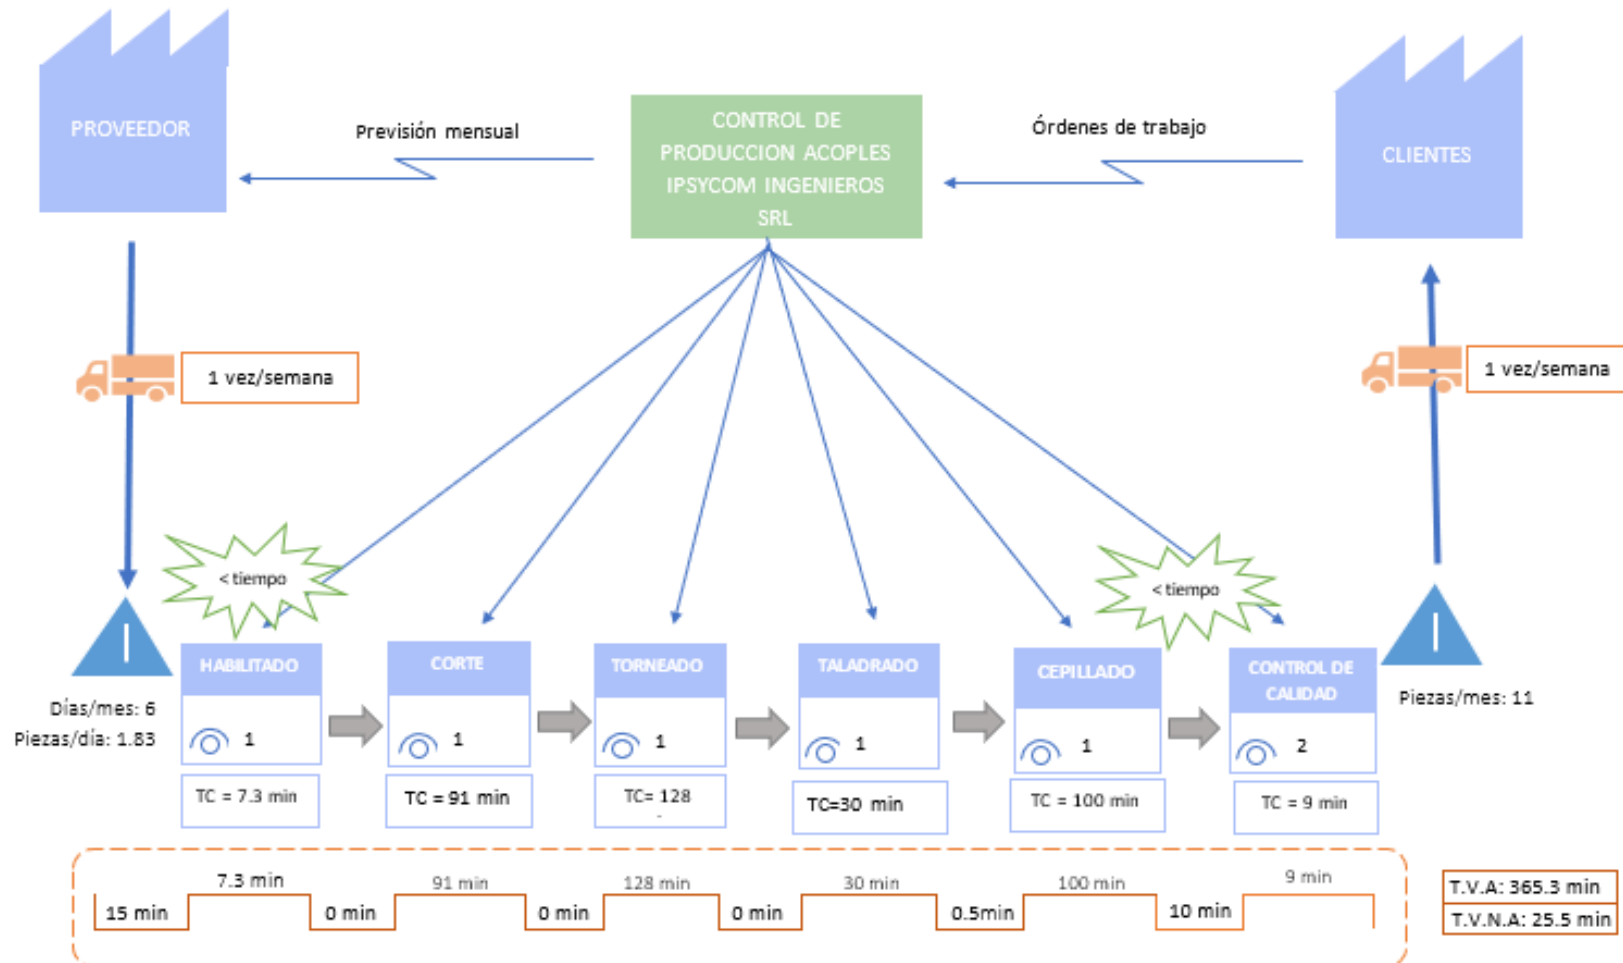 PROVEEDOR
Previsión mensual
CONTROL DE
PRODUCCION ACOPLES
IPSYCOM INGENIEROS
SRL
Órdenes de trabajo
CLIENTES
1 vez/semana
1 vez/semana
< tiempo
< tiempo
I
I
Días/mes: 6
Piezas/día: 1.83
Piezas/mes: 11
HABILITADO
1
TC = 7.3 min
CORTE
1
TC = 91 min
TORNEADO
1
TC= 128
TALADRADO
1
TC=30 min
CEPILLADO
1
TC = 100 min
CONTROL DE
CALIDAD
2
TC = 9 min
15 min
7.3 min
0 min
91 min
0 min
128 min
0 min
30 min
0.5min
100 min
10 min
9 min
T.V.A: 365.3 min
T.V.N.A: 25.5 min